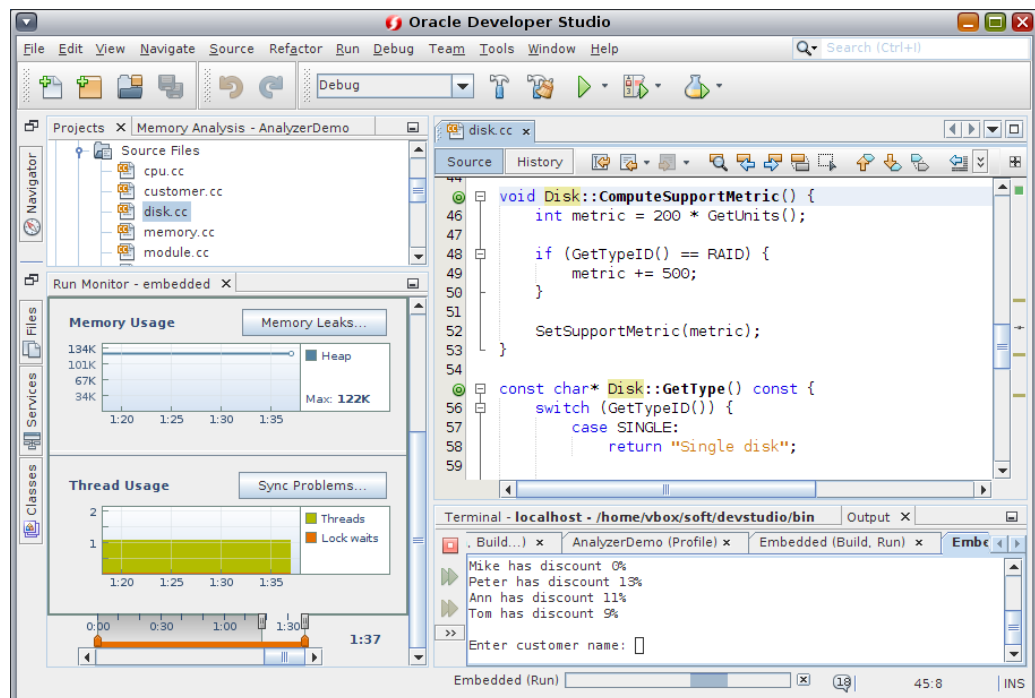 Oracle Developer Studio
File Edit View Navigate Source Refactor Run Debug Team Tools Window Help
Search (Ctrl+I)
Debug
Projects X Memory Analysis - AnalyzerDemo
Navigator
Source Files
cpu.cc
customer.cc
disk.cc
memory.cc
module.cc
Run Monitor - embedded X
Files
Services
Classes
Memory Usage
Memory Leaks...
134K
101K
67K
34K
1:20 1:25 1:30 1:35
Heap
Max: 122K
Thread Usage
Sync Problems...
2
1
1:20 1:25 1:30 1:35
Threads
Lock waits
0:00 0:30 1:00 1:30
1:37
disk.cc x
Source History
44
void Disk::ComputeSupportMetric() {
46 int metric = 200 * GetUnits();
47
48 if (GetTypeID() == RAID) {
49 metric += 500;
50 }
51
52 SetSupportMetric(metric);
53 }
54
const char* Disk::GetType() const {
56 switch (GetTypeID()) {
57 case SINGLE:
58 return "Single disk";
59
Terminal - localhost - /home/vbox/soft/devstudio/bin Output X
, Build...) x AnalyzerDemo (Profile) x Embedded (Build, Run) x Embe
Mike has discount 0%
Peter has discount 13%
Ann has discount 11%
Tom has discount 9%
Enter customer name:
Embedded (Run)
18
45:8
INS